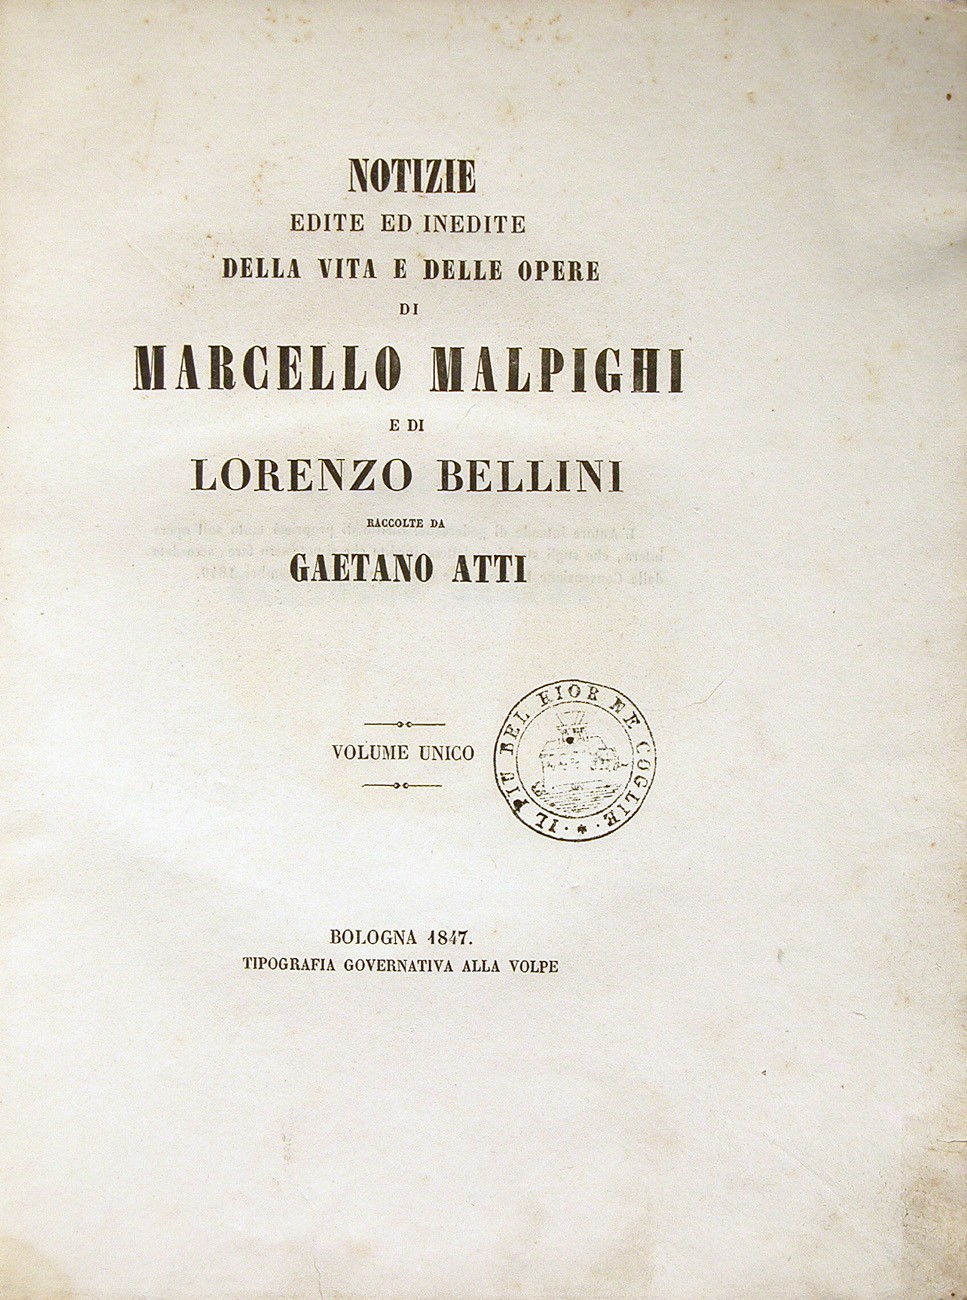 NOTIZIE
EDITE ED INEDITE
DELLA VITA E DELLE OPERE
DI
MARCELLO MALPIGHI
E DI
LORENZO BELLINI
RACCOLTE DA
GAETANO ATTI
VOLUME UNICO
IL PIÙ BEL FIOR NE COGLIE
BOLOGNA 1847.
TIPOGRAFIA GOVERNATIVA ALLA VOLPE